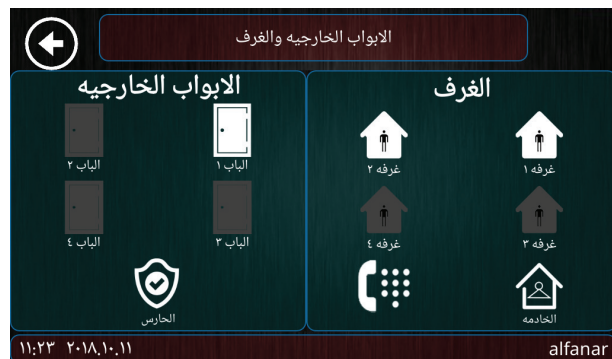 الابواب الخارجيه والغرف
الغرف
غرفه ١
غرفه ٢
غرفه ٣
غرفه ٤
الخادمه
الابواب الخارجيه
الباب ١
الباب ٢
الباب ٣
الباب ٤
الحارس
١١:٢٣ ٢٠١٨.١٠.١١
alfanar